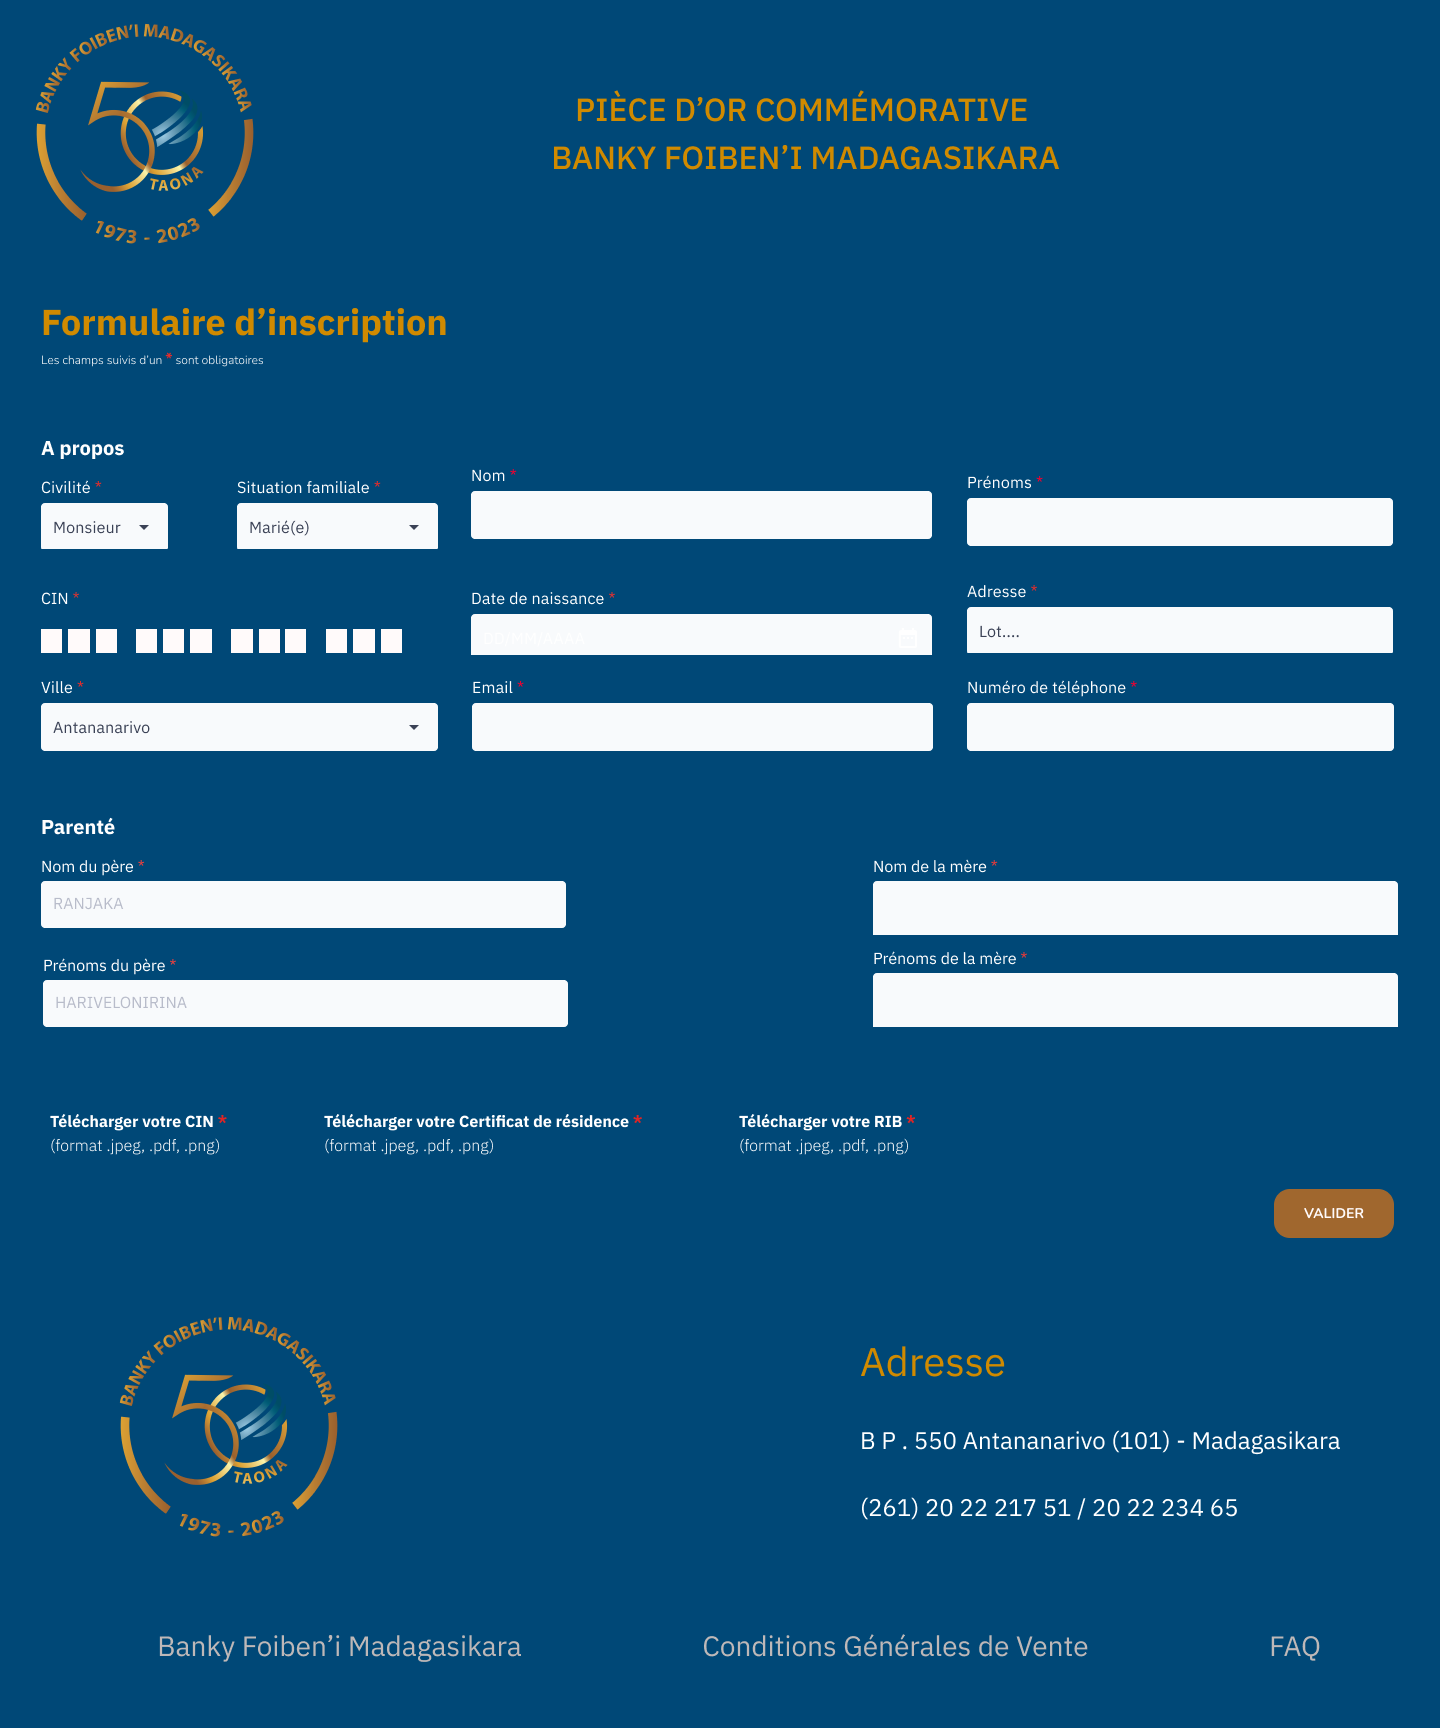 BANKY FOIBEN'I MADAGASIKARA
50
TAONA
1973 - 2023
PIÈCE D’OR COMMÉMORATIVE
BANKY FOIBEN’I MADAGASIKARA
Formulaire d’inscription
Les champs suivis d’un * sont obligatoires
A propos
Civilité *
Situation familiale *
Nom *
Prénoms *
Monsieur
Marié(e)
CIN *
Date de naissance *
Adresse *
Lot....
Ville *
Email *
Numéro de téléphone *
Antananarivo
Parenté
Nom du père *
Nom de la mère *
RANJAKA
Prénoms du père *
Prénoms de la mère *
HARIVELONIRINA
Télécharger votre CIN *
(format .jpeg, .pdf, .png)
Télécharger votre Certificat de résidence *
(format .jpeg, .pdf, .png)
Télécharger votre RIB *
(format .jpeg, .pdf, .png)
VALIDER
BANKY FOIBEN'I MADAGASIKARA
50
TAONA
1973 - 2023
Adresse
B P . 550 Antananarivo (101) - Madagasikara
(261) 20 22 217 51 / 20 22 234 65
Banky Foiben’i Madagasikara
Conditions Générales de Vente
FAQ